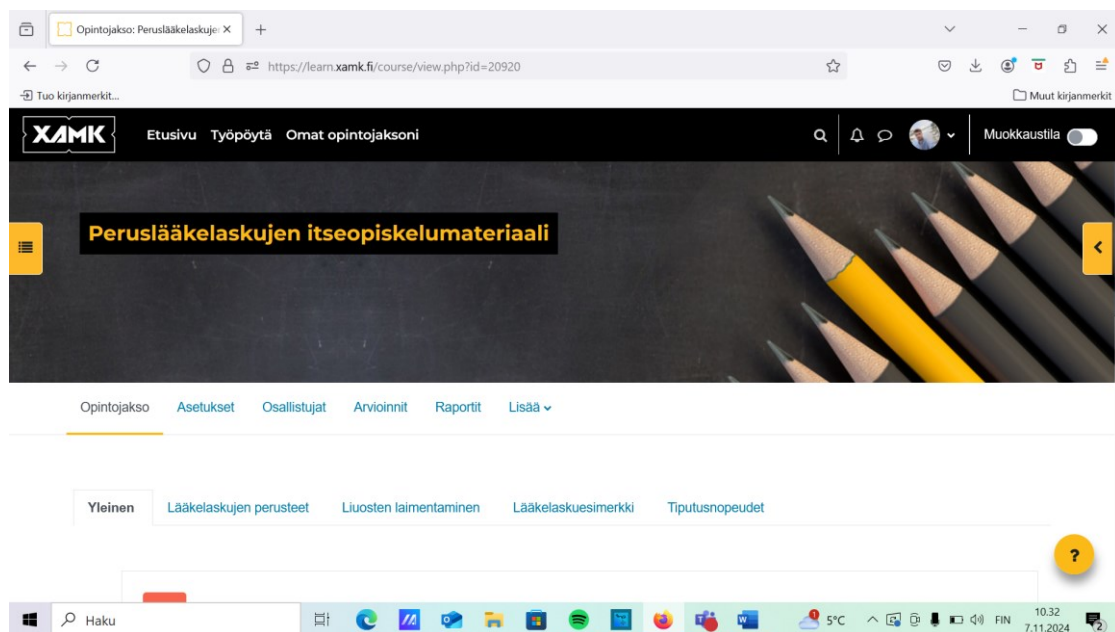 Opintojakso: Peruslääkelaskuje
https://learn.xamk.fi/course/view.php?id=20920
Tuo kirjanmerkit...
Muut kirjanmerkit
XAMK
Etusivu Työpöytä Omat opintojaksoni
Muokkaustila
Peruslääkelaskujen itseopiskelumateriaali
Opintojakso Asetukset Osallistujat Arvioinnit Raportit Lisää
Yleinen Lääkelaskujen perusteet Liuosten laimentaminen Lääkelaskuesimerkki Tiputusnopeudet
?
Haku
5°C
FIN
10.32
7.11.2024
2